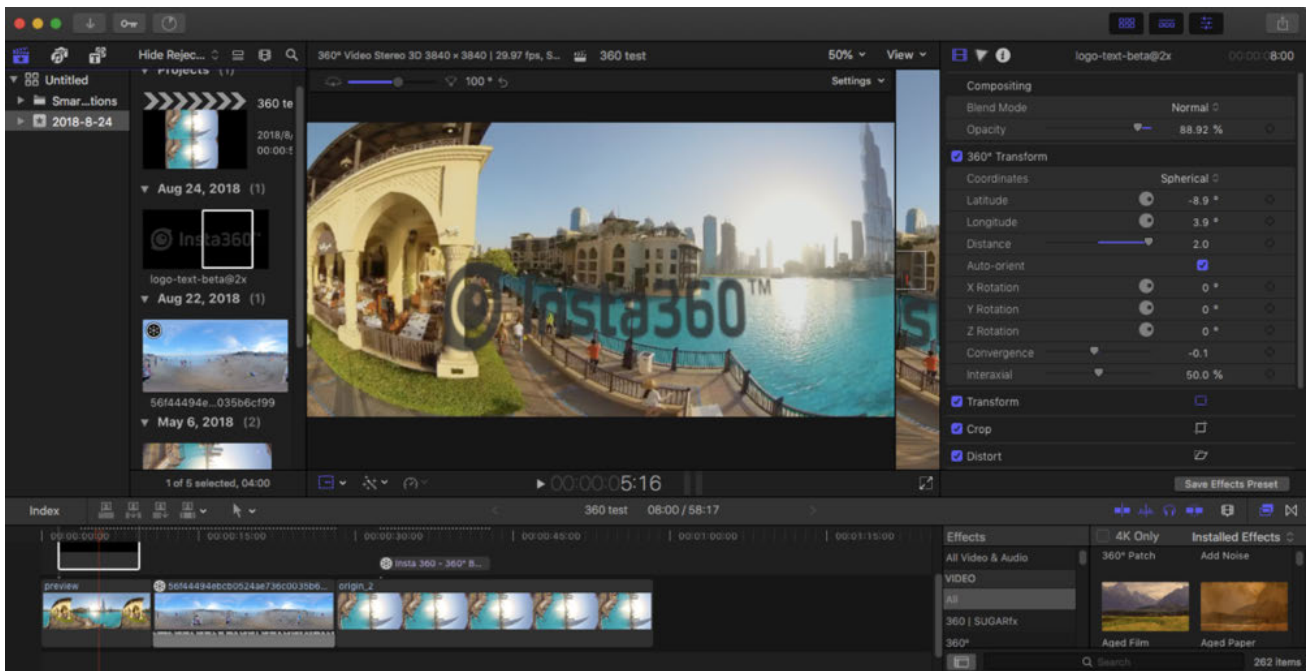 Hide Rejec...
360° Video Stereo 3D 3840 × 3840 | 29.97 fps, S...
360 test
50%
View
logo-text-beta@2x
00:00:08:00
Untitled
Smar...tions
2018-8-24
Projects (1)
360 te
2018/8/
Aug 24, 2018 (1)
Insta360
logo-text-beta@2x
Aug 22, 2018 (1)
56f44494e...035b6cf99
May 6, 2018 (2)
1 of 5 selected, 04:00
100 °
Settings
Insta360™
00:00:05:16
Compositing
Blend Mode Normal
Opacity 88.92 %
360° Transform
Coordinates Spherical
Latitude -8.9 °
Longitude 3.9 °
Distance 2.0
Auto-orient
X Rotation 0 °
Y Rotation 0 °
Z Rotation 0 °
Convergence -0.1
Interaxial 50.0 %
Transform
Crop
Distort
Save Effects Preset
Index
360 test 08:00 / 58:17
00:00:00:00
00:00:15:00
00:00:30:00
00:00:45:00
00:01:00:00
00:01:15:00
Insta 360 - 360° B...
preview
origin_2
Effects
4K Only
Installed Effects
All Video & Audio
VIDEO
All
360 | SUGARfx
360°
360° Patch
Add Noise
Aged Film
Aged Paper
Search
262 items